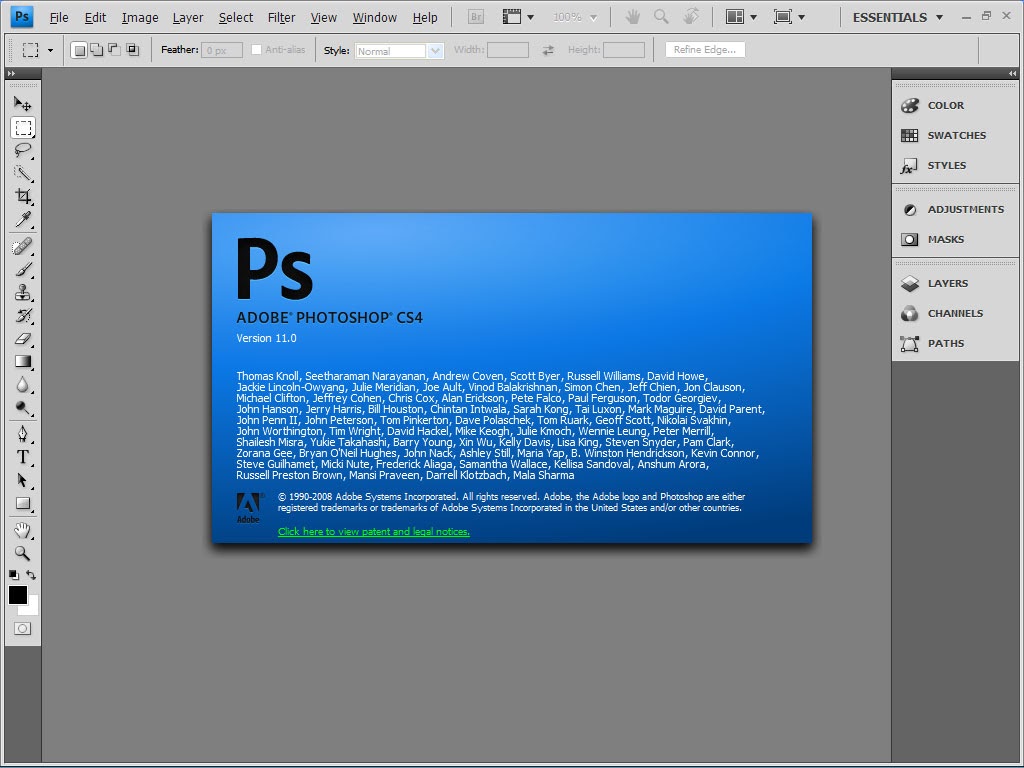 Ps File Edit Image Layer Select Filter View Window Help Br 100% ESSENTIALS
Feather: 0 px Anti-alias Style: Normal Width: Height: Refine Edge...
COLOR
SWATCHES
STYLES
ADJUSTMENTS
MASKS
LAYERS
CHANNELS
PATHS
T
Ps
ADOBE® PHOTOSHOP® CS4
Version 11.0
Thomas Knoll, Seetharaman Narayanan, Andrew Coven, Scott Byer, Russell Williams, David Howe,
Jackie Lincoln-Owyang, Julie Meridian, Joe Ault, Vinod Balakrishnan, Simon Chen, Jeff Chien, Jon Clauson,
Michael Clifton, Jeffrey Cohen, Chris Cox, Alan Erickson, Pete Falco, Paul Ferguson, Todor Georgiev,
John Hanson, Jerry Harris, Bill Houston, Chintan Intwala, Sarah Kong, Tai Luxon, Mark Maguire, David Parent,
John Penn II, John Peterson, Tom Pinkerton, Dave Polaschek, Tom Ruark, Geoff Scott, Nikolai Svakhin,
John Worthington, Tim Wright, David Hackel, Mike Keogh, Julie Kmoch, Wennie Leung, Peter Merrill,
Shailesh Misra, Yukie Takahashi, Barry Young, Xin Wu, Kelly Davis, Lisa King, Steven Snyder, Pam Clark,
Zorana Gee, Bryan O'Neil Hughes, John Nack, Ashley Still, Maria Yap, B. Winston Hendrickson, Kevin Connor,
Steve Guilhamet, Micki Nute, Frederick Aliaga, Samantha Wallace, Kellisa Sandoval, Anshum Arora,
Russell Preston Brown, Mansi Praveen, Darrell Klotzbach, Mala Sharma
Adobe
© 1990-2008 Adobe Systems Incorporated. All rights reserved. Adobe, the Adobe logo and Photoshop are either
registered trademarks or trademarks of Adobe Systems Incorporated in the United States and/or other countries.
Click here to view patent and legal notices.